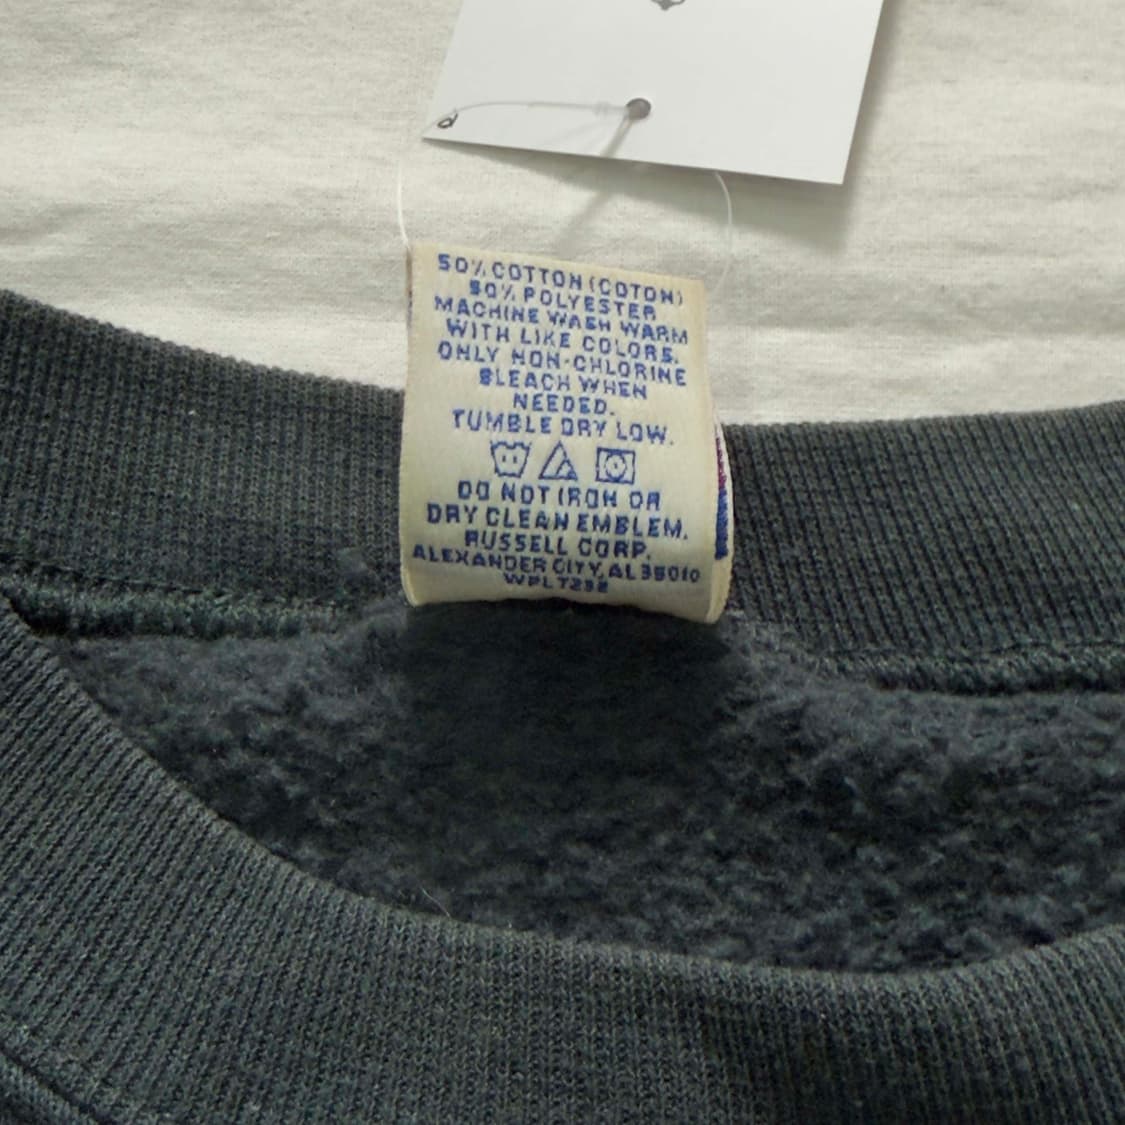 50% COTTON (COTON)
50% POLYESTER
MACHINE WASH WARM
WITH LIKE COLORS.
ONLY NON-CHLORINE
BLEACH WHEN
NEEDED.
TUMBLE DRY LOW.
DO NOT IRON OR
DRY CLEAN EMBLEM.
RUSSELL CORP.
ALEXANDER CITY, AL 35010
WPL 7292